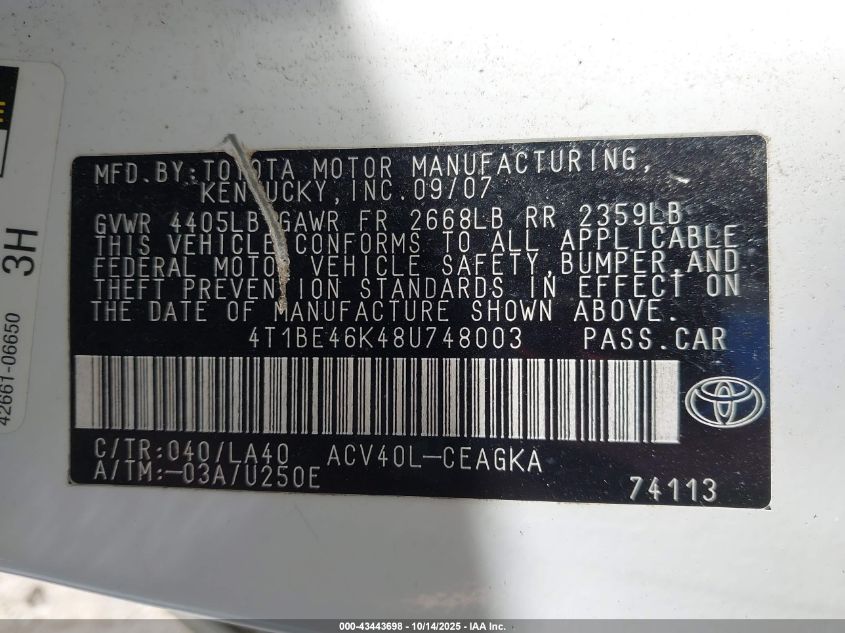 MFD.BY:TOYOTA MOTOR MANUFACTURING,
KENTUCKY,INC.09/07
GVWR 4405LB GAWR FR 2668LB RR 2359LB
THIS VEHICLE CONFORMS TO ALL APPLICABLE
FEDERAL MOTOR VEHICLE SAFETY,BUMPER,AND
THEFT PREVENTION STANDARDS IN EFFECT ON
THE DATE OF MANUFACTURE SHOWN ABOVE.
4T1BE46K48U748003 PASS.CAR
C/TR:040/LA40 ACV40L-CEAGKA
A/TM:-03A/U250E
74113
42661-06650
3H
000-43443698 - 10/14/2025 - IAA Inc.